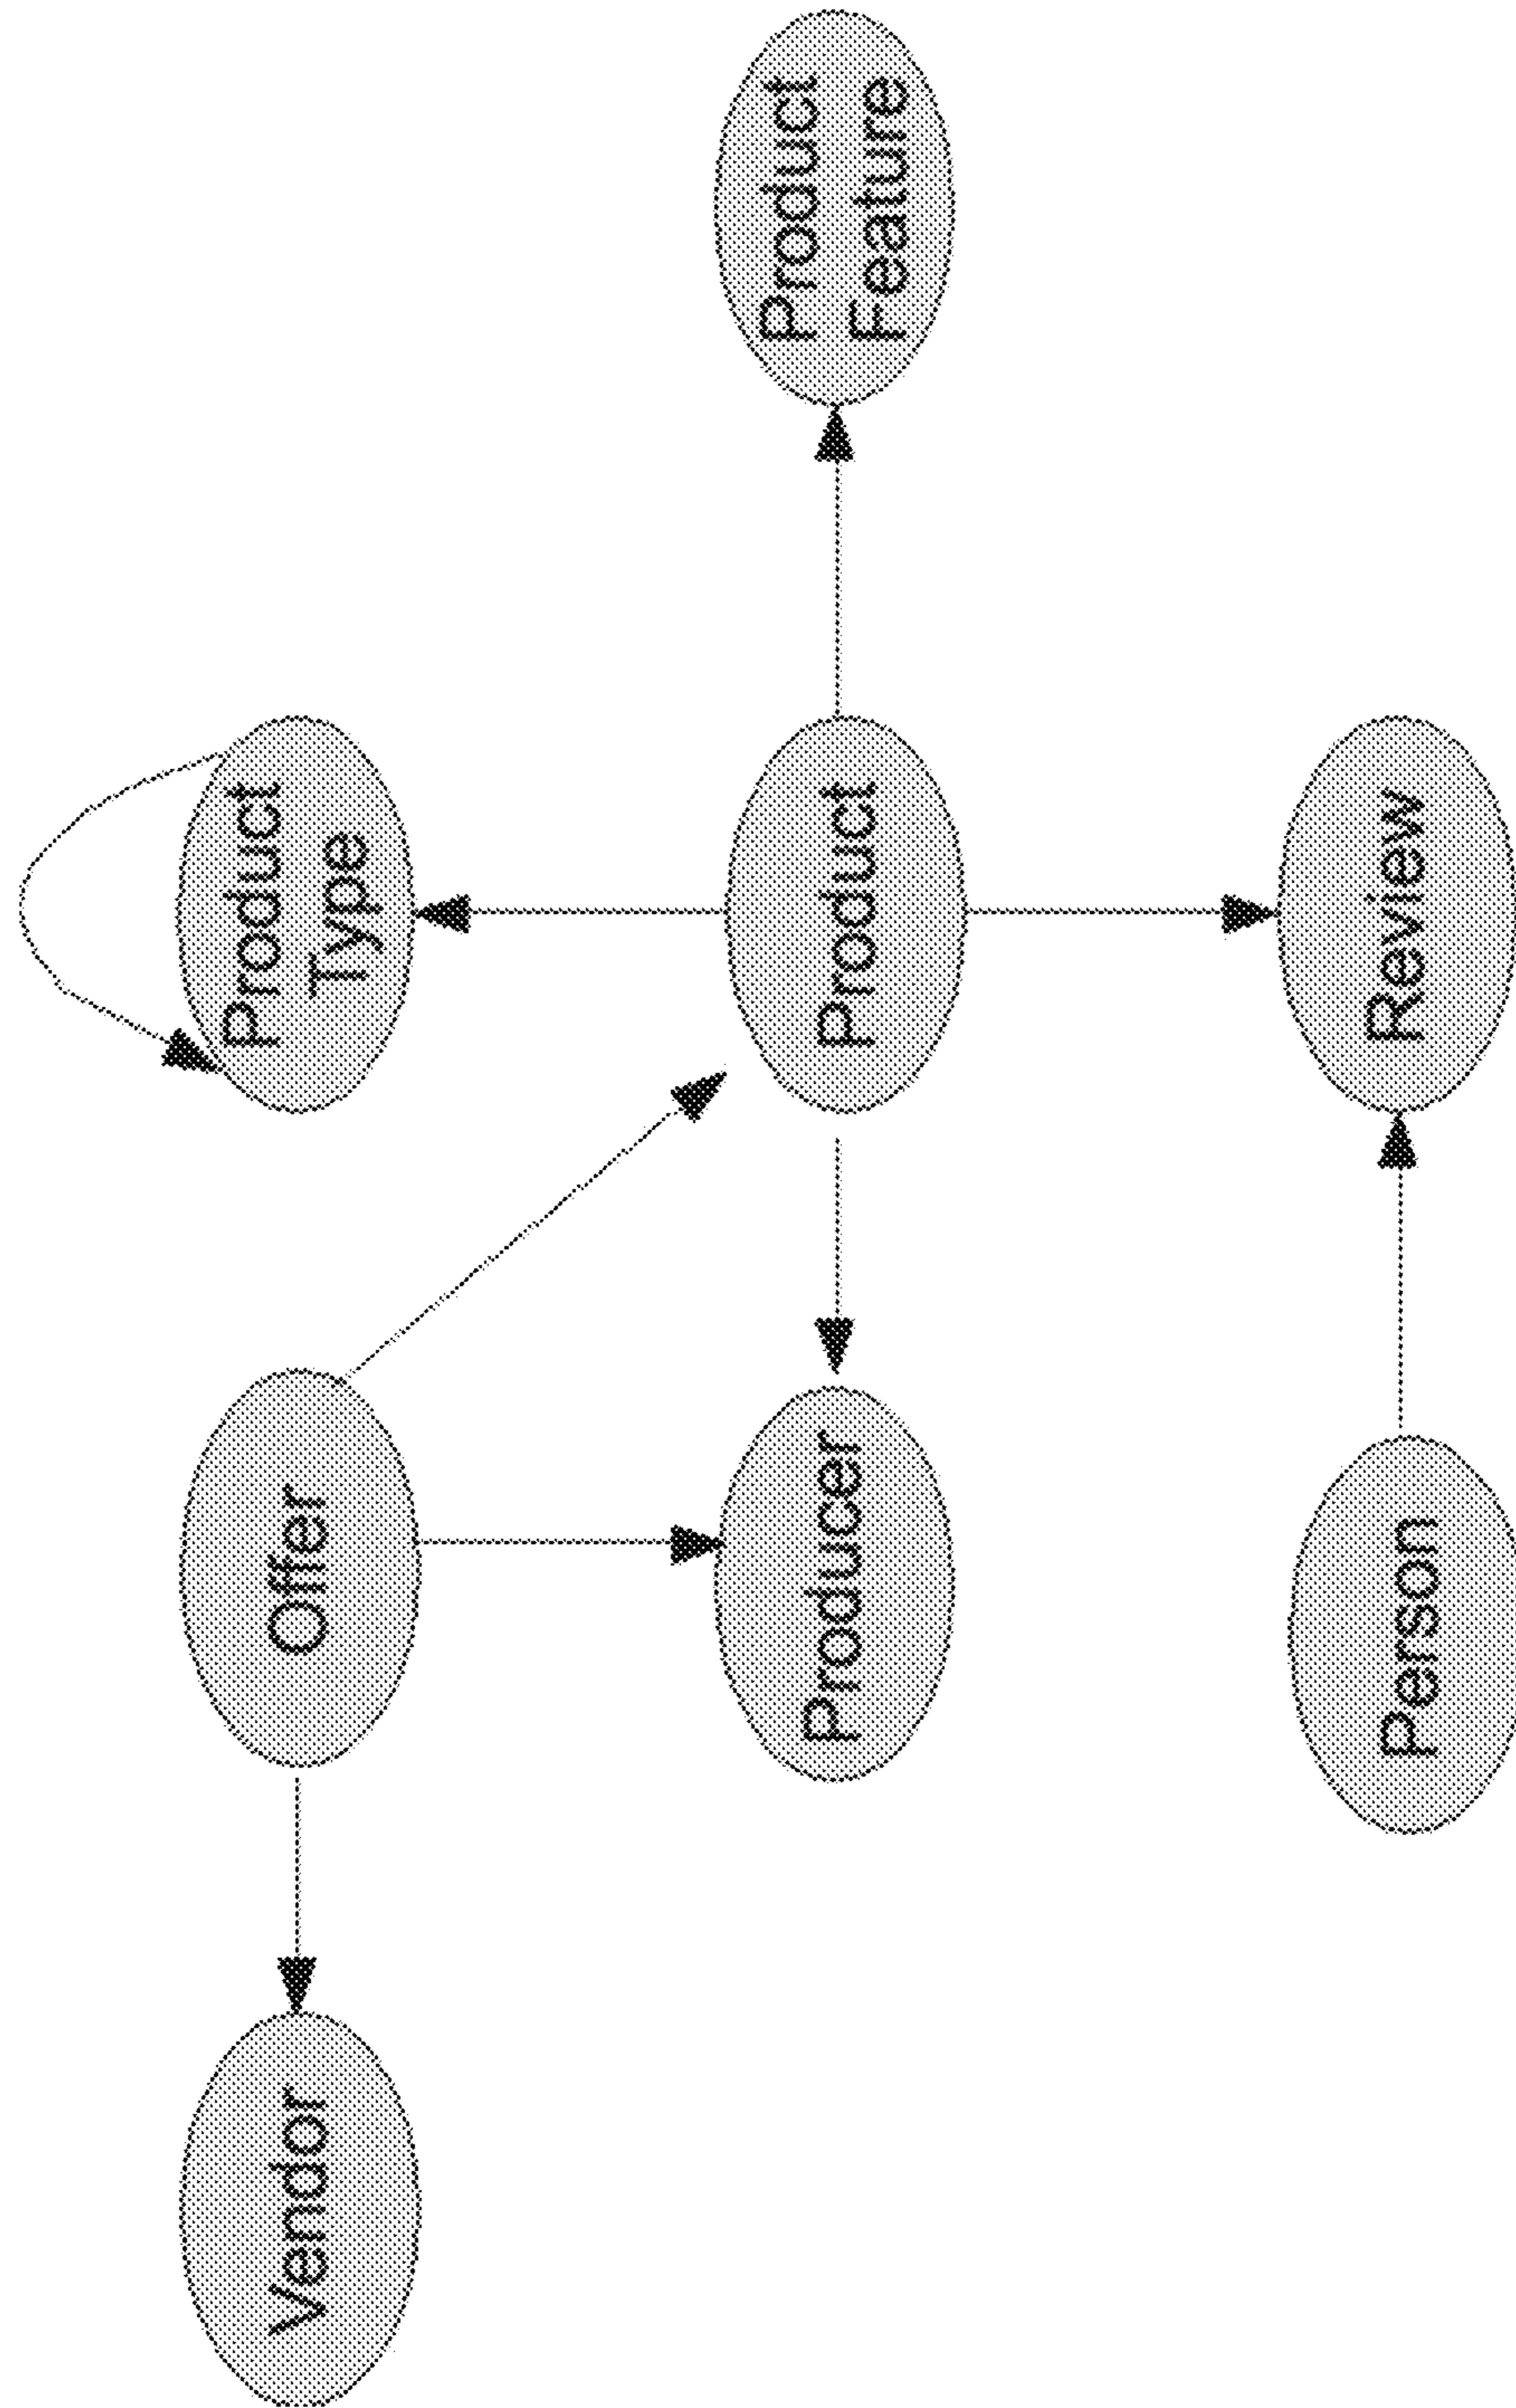 Vendor
Offer
Product
Type
Producer
Product
Product
Feature
Person
Review